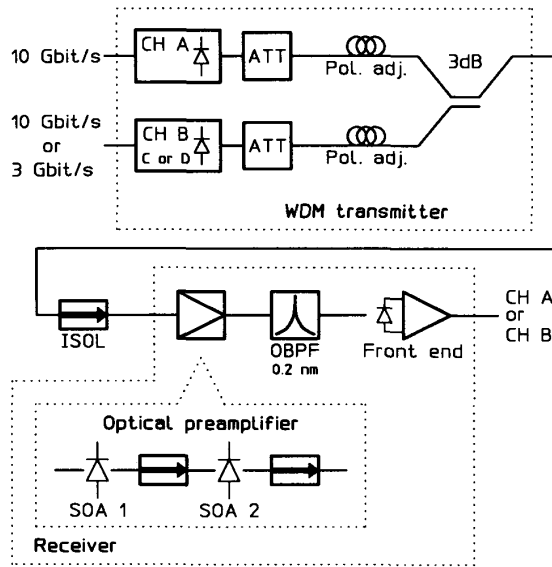 10 Gbit/s
CH A
ATT
Pol. adj.
3dB
10 Gbit/s
or
3 Gbit/s
CH B
C or D
ATT
Pol. adj.
WDM transmitter
ISOL
OBPF
0.2 nm
Front end
CH A
or
CH B
Optical preamplifier
SOA 1
SOA 2
Receiver